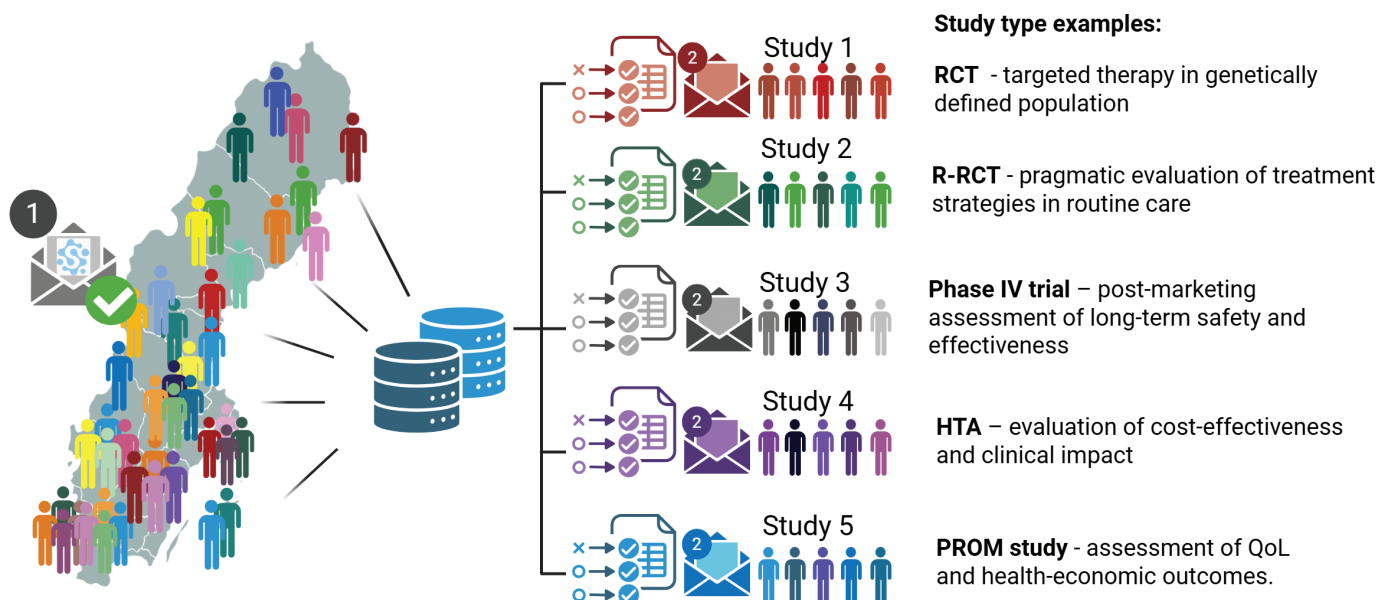 Study type examples:
1
2
Study 1
RCT - targeted therapy in genetically
defined population
2
Study 2
R-RCT - pragmatic evaluation of treatment
strategies in routine care
2
Study 3
Phase IV trial – post-marketing
assessment of long-term safety and
effectiveness
2
Study 4
HTA – evaluation of cost-effectiveness
and clinical impact
2
Study 5
PROM study - assessment of QoL
and health-economic outcomes.